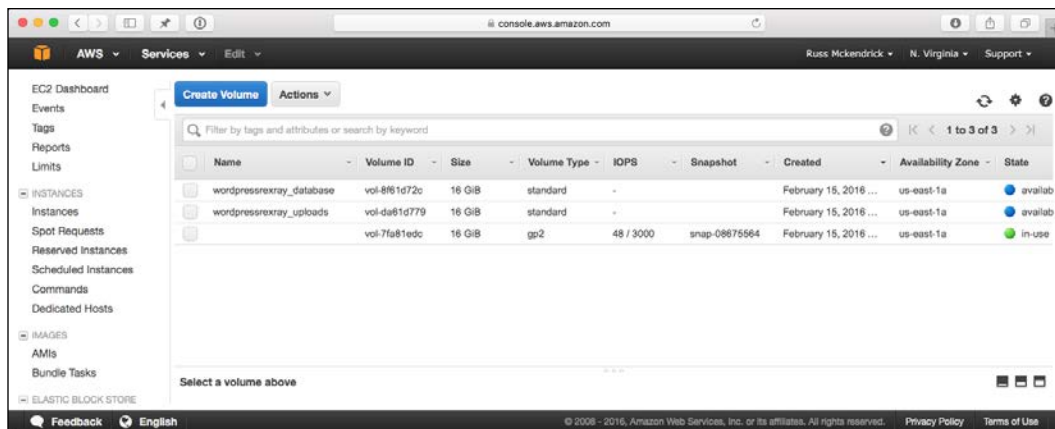 console.aws.amazon.com
AWS Services Edit Russ Mckendrick N. Virginia Support
EC2 Dashboard
Events
Tags
Reports
Limits
INSTANCES
Instances
Spot Requests
Reserved Instances
Scheduled Instances
Commands
Dedicated Hosts
IMAGES
AMIs
Bundle Tasks
ELASTIC BLOCK STORE
Create Volume Actions
Filter by tags and attributes or search by keyword 1 to 3 of 3
Name Volume ID Size Volume Type IOPS Snapshot Created Availability Zone State
wordpressrexray_database vol-8f61d72c 16 GiB standard - February 15, 2016 ... us-east-1a availab
wordpressrexray_uploads vol-da61d779 16 GiB standard - February 15, 2016 ... us-east-1a availab
vol-7fa81edc 16 GiB gp2 48 / 3000 snap-08675564 February 15, 2016 ... us-east-1a in-use
Select a volume above
Feedback English © 2008 - 2016, Amazon Web Services, Inc. or its affiliates. All rights reserved. Privacy Policy Terms of Use